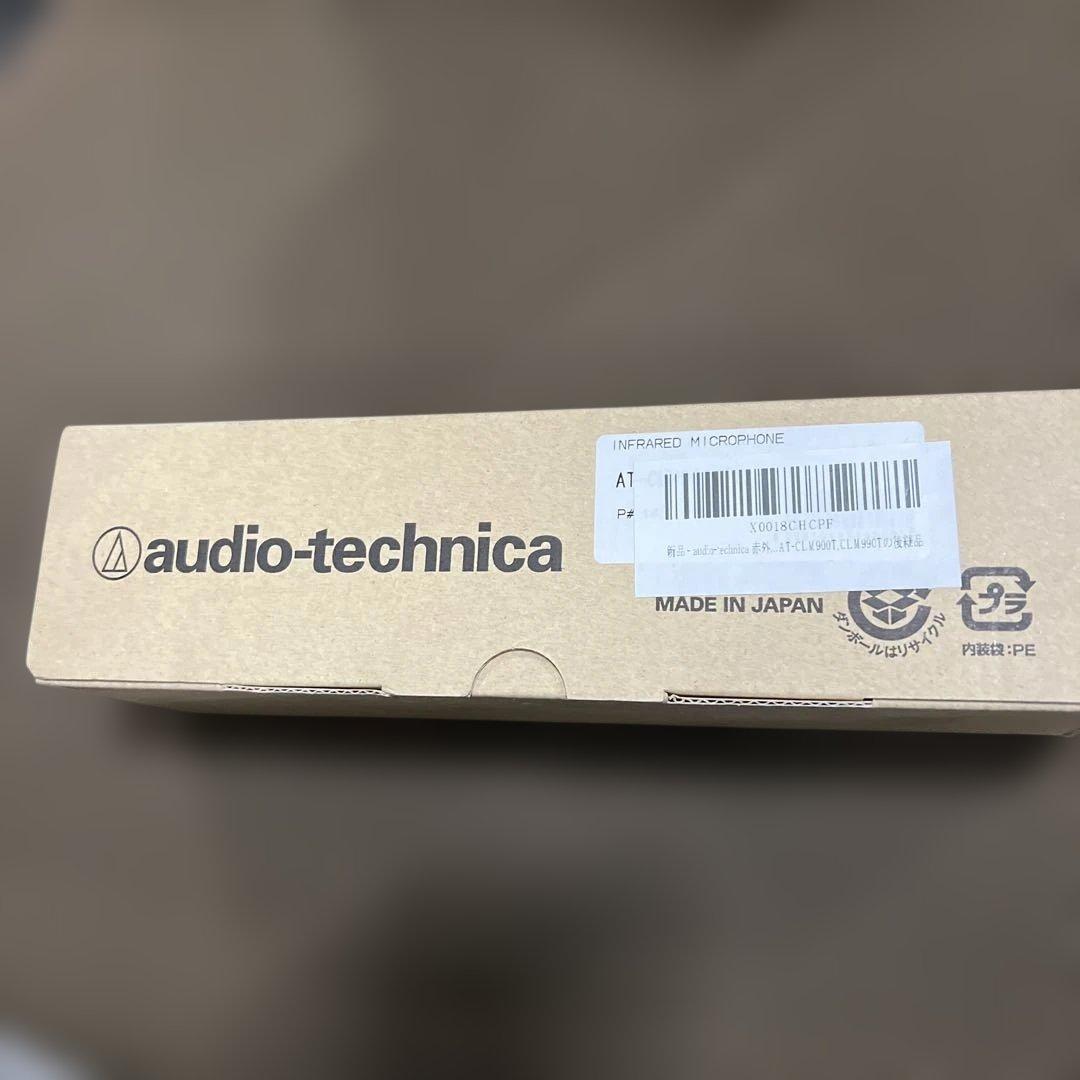 INFRARED MICROPHONE
AT-CL
P#
X0018CHCPF
新品 - audio-technica 赤外...AT-CLM900T,CLM990Tの後継品
audio-technica
MADE IN JAPAN
ダンボールはリサイクル
プラ
内装袋:PE